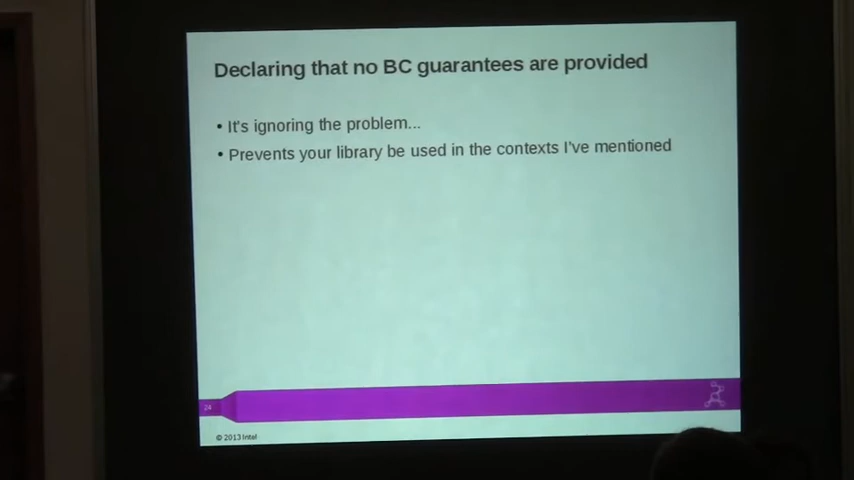 Declaring that no BC guarantees are provided
• It's ignoring the problem...
• Prevents your library be used in the contexts I've mentioned
24
© 2013 Intel